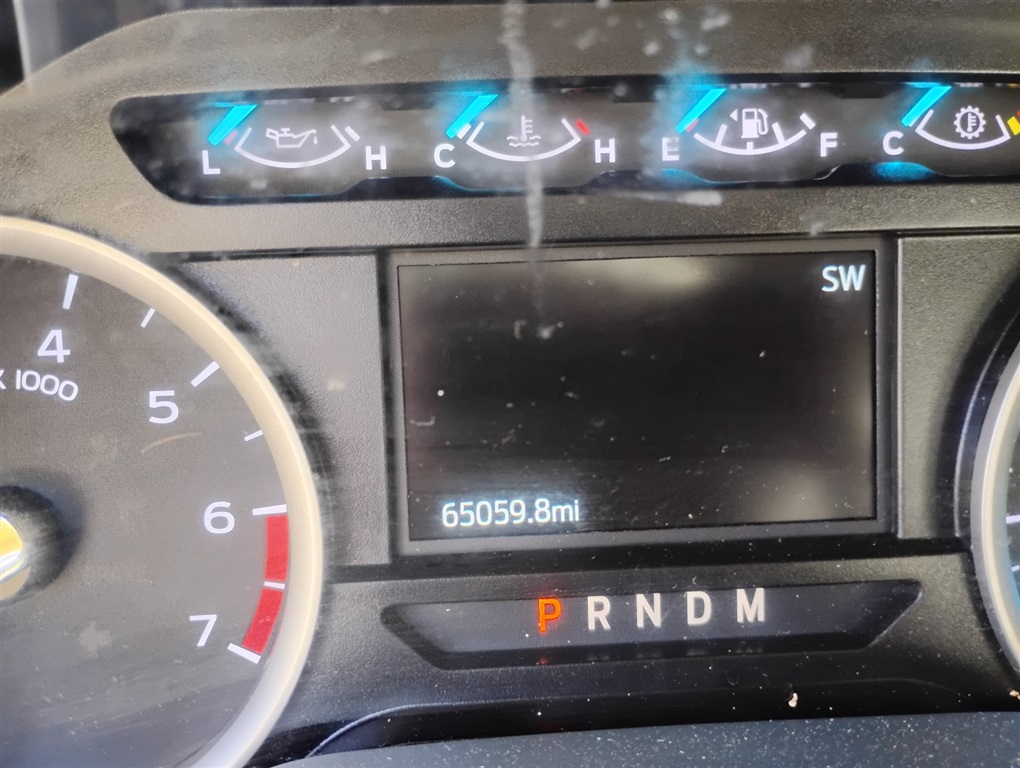 L H C H E F C
SW
4
X 1000
5
6
7
65059.8mi
P R N D M